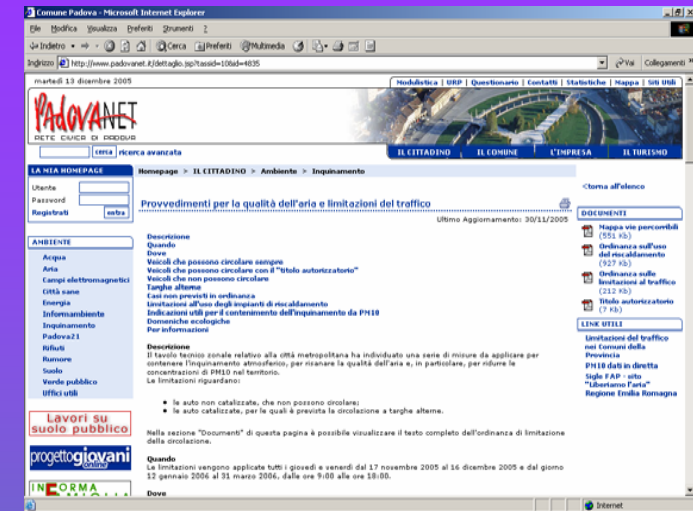 Comune Padova - Microsoft Internet Explorer
File Modifica Visualizza Preferiti Strumenti ?
Indietro Cerca Preferiti Multimedia
Indirizzo http://www.padovanet.it/dettaglio.jsp?tassid=108&id=4835 Vai Collegamenti
martedì 13 dicembre 2005
Modulistica | URP | Questionario | Contatti | Statistiche | Mappa | Siti Utili
PADOVANET
RETE CIVICA DI PADOVA
cerca ricerca avanzata
IL CITTADINO IL COMUNE L'IMPRESA IL TURISMO
LA MIA HOMEPAGE
Utente
Password
Registrati entra
AMBIENTE
Acqua
Aria
Campi elettromagnetici
Città sane
Energia
Informambiente
Inquinamento
Padova21
Rifiuti
Rumore
Suolo
Verde pubblico
Uffici utili
Lavori su
suolo pubblico
progettogiovani
online
INFORMA
FAMIGLIA
Homepage > IL CITTADINO > Ambiente > Inquinamento
Provvedimenti per la qualità dell'aria e limitazioni del traffico
Ultimo Aggiornamento: 30/11/2005
Descrizione
Quando
Dove
Veicoli che possono circolare sempre
Veicoli che possono circolare con il "titolo autorizzatorio"
Veicoli che non possono circolare
Targhe alterne
Casi non previsti in ordinanza
Limitazioni all'uso degli impianti di riscaldamento
Indicazioni utili per il contenimento dell'inquinamento da PM10
Domeniche ecologiche
Per informazioni
Descrizione
Il tavolo tecnico zonale relativo alla città metropolitana ha individuato una serie di misure da applicare per
contenere l'inquinamento atmosferico, per risanare la qualità dell'aria e, in particolare, per ridurre le
concentrazioni di PM10 nel territorio.
Le limitazioni riguardano:
le auto non catalizzate, che non possono circolare;
le auto catalizzate, per le quali è prevista la circolazione a targhe alterne.
Nella sezione "Documenti" di questa pagina è possibile visualizzare il testo completo dell'ordinanza di limitazione
della circolazione.
Quando
Le limitazioni vengono applicate tutti i giovedì e venerdì dal 17 novembre 2005 al 16 dicembre 2005 e dal giorno
12 gennaio 2006 al 31 marzo 2006, dalle ore 9:00 alle ore 18:00.
Dove
<torna all'elenco
DOCUMENTI
Mappa vie percorribili
(551 Kb)
Ordinanza sull'uso
del riscaldamento
(927 Kb)
Ordinanza sulle
limitazioni al traffico
(212 Kb)
Titolo autorizzatorio
(7 Kb)
LINK UTILI
Limitazioni del traffico
nei Comuni della
Provincia
PM10 dati in diretta
Sigle FAP - sito
"Liberiamo l'aria"
Regione Emilia Romagna
Internet